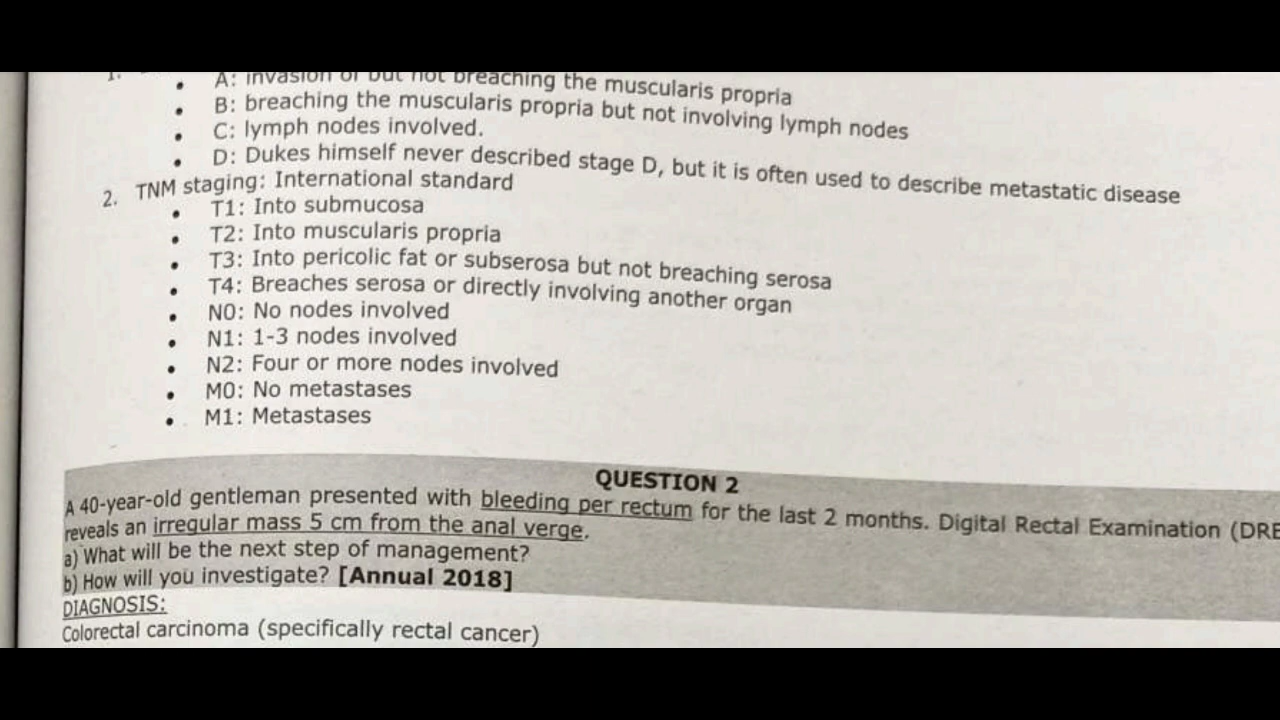 A: invasion of but not breaching the muscularis propria
B: breaching the muscularis propria but not involving lymph nodes
C: lymph nodes involved.
D: Dukes himself never described stage D, but it is often used to describe metastatic disease
2. TNM staging: International standard
• T1: Into submucosa
• T2: Into muscularis propria
• T3: Into pericolic fat or subserosa but not breaching serosa
• T4: Breaches serosa or directly involving another organ
• N0: No nodes involved
• N1: 1-3 nodes involved
• N2: Four or more nodes involved
• M0: No metastases
• M1: Metastases
QUESTION 2
A 40-year-old gentleman presented with bleeding per rectum for the last 2 months. Digital Rectal Examination (DRE
reveals an irregular mass 5 cm from the anal verge.
a) What will be the next step of management?
b) How will you investigate? [Annual 2018]
DIAGNOSIS:
Colorectal carcinoma (specifically rectal cancer)